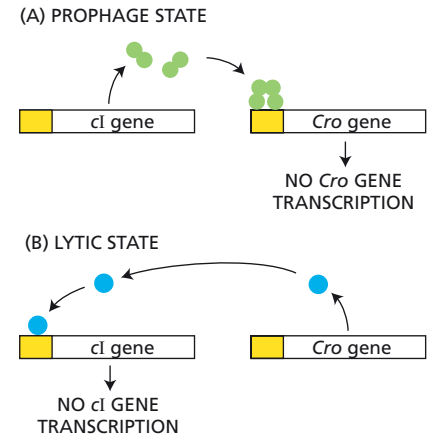 (A) PROPHAGE STATE
cI gene
Cro gene
NO Cro GENE
TRANSCRIPTION
(B) LYTIC STATE
cI gene
Cro gene
NO cI GENE
TRANSCRIPTION